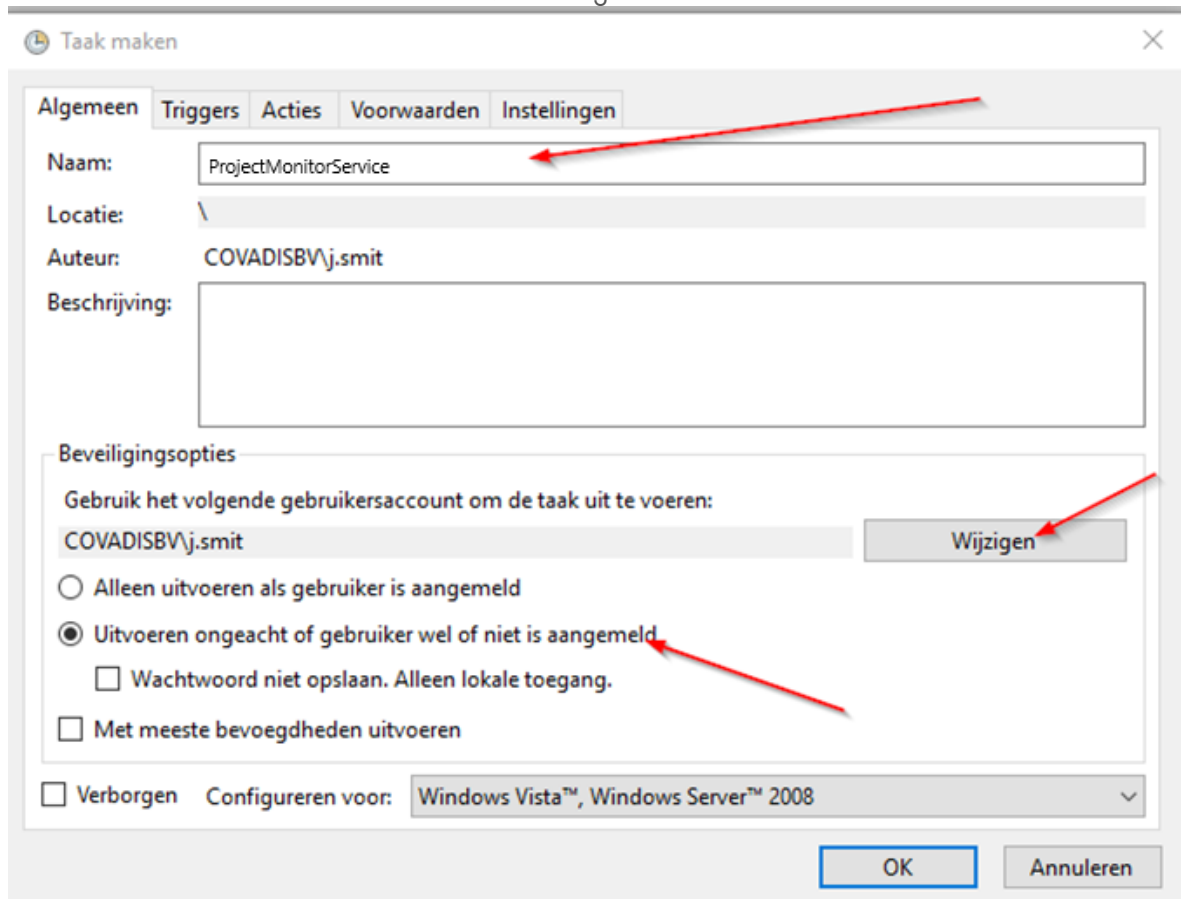 Taak maken
Algemeen Triggers Acties Voorwaarden Instellingen
Naam: ProjectMonitorService
Locatie: \
Auteur: COVADISBV\j.smit
Beschrijving:
Beveiligingsopties
Gebruik het volgende gebruikersaccount om de taak uit te voeren:
COVADISBV\j.smit Wijzigen
Alleen uitvoeren als gebruiker is aangemeld
Uitvoeren ongeacht of gebruiker wel of niet is aangemeld
Wachtwoord niet opslaan. Alleen lokale toegang.
Met meeste bevoegdheden uitvoeren
Verborgen Configureren voor: Windows Vista™, Windows Server™ 2008
OK Annuleren